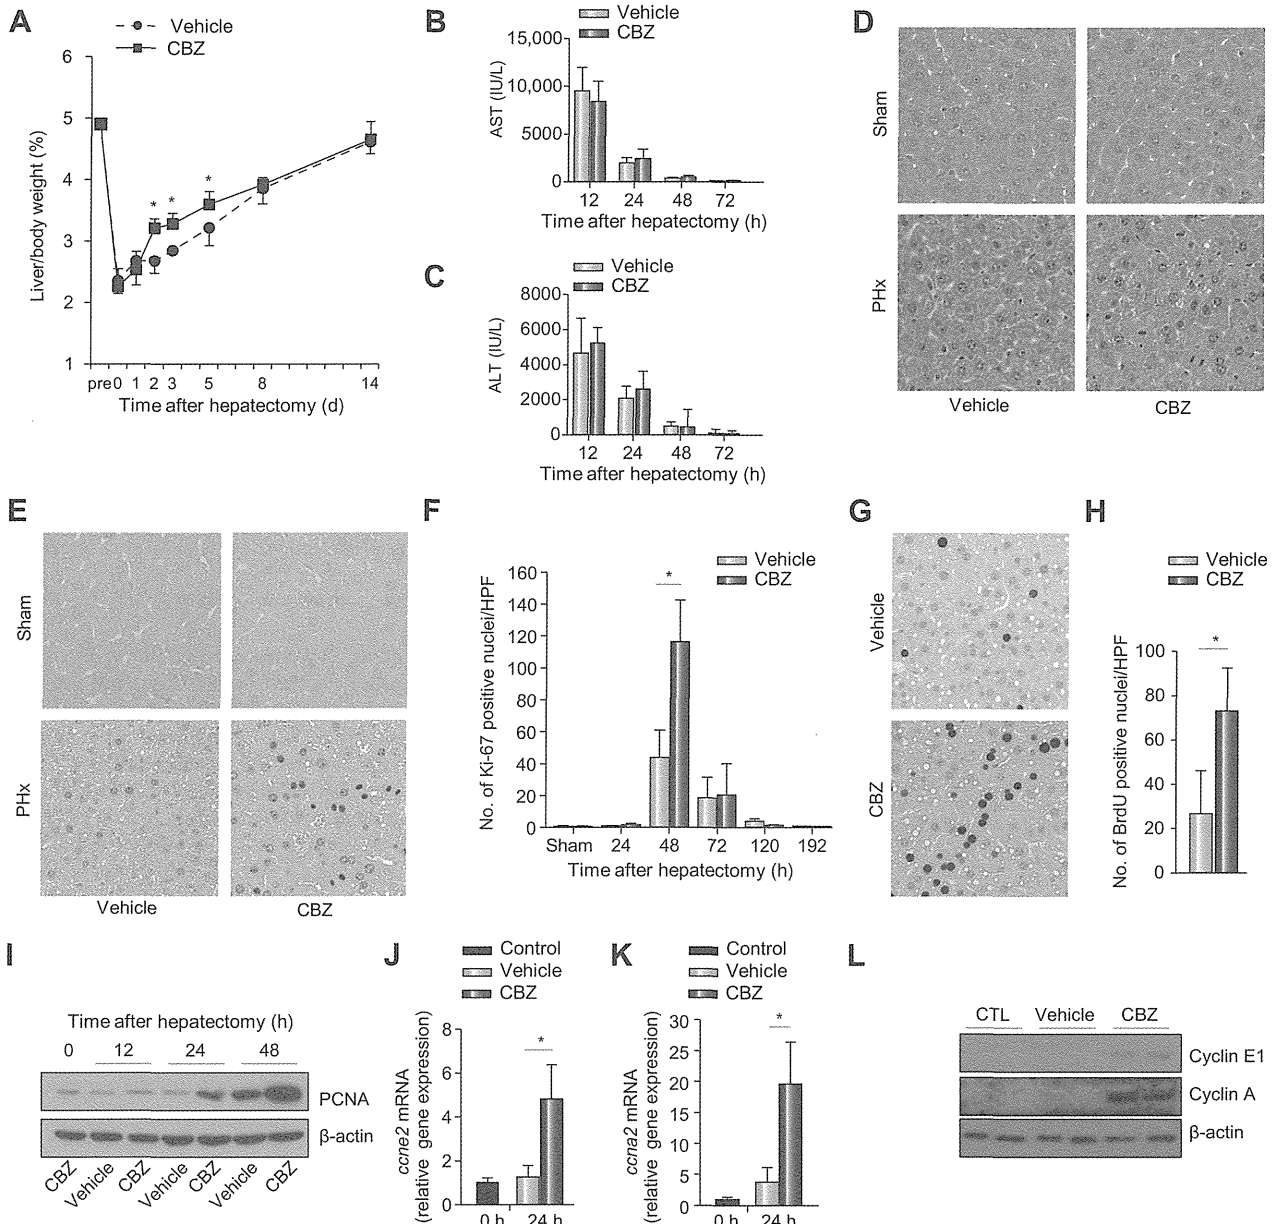 A
Vehicle
CBZ
6
5
4
3
2
1
Liver/body weight (%)
*
*
*
pre 0 1 2 3 5 8 14
Time after hepatectomy (d)
B
Vehicle
CBZ
15,000
10,000
5000
0
AST (IU/L)
12 24 48 72
Time after hepatectomy (h)
C
Vehicle
CBZ
8000
6000
4000
2000
0
ALT (IU/L)
12 24 48 72
Time after hepatectomy (h)
D
Sham
PHx
Vehicle CBZ
E
Sham
PHx
Vehicle CBZ
F
Vehicle
CBZ
*
160
140
120
100
80
60
40
20
0
No. of Ki-67 positive nuclei/HPF
Sham 24 48 72 120 192
Time after hepatectomy (h)
G
Vehicle
CBZ
H
Vehicle
CBZ
*
100
80
60
40
20
0
No. of BrdU positive nuclei/HPF
I
Time after hepatectomy (h)
0 12 24 48
PCNA
β-actin
CBZ Vehicle CBZ Vehicle CBZ Vehicle CBZ
J
Control
Vehicle
CBZ
*
8
6
4
2
0
ccne2 mRNA
(relative gene expression)
0 h 24 h
K
Control
Vehicle
CBZ
*
30
25
20
15
10
5
0
ccna2 mRNA
(relative gene expression)
0 h 24 h
L
CTL Vehicle CBZ
Cyclin E1
Cyclin A
β-actin